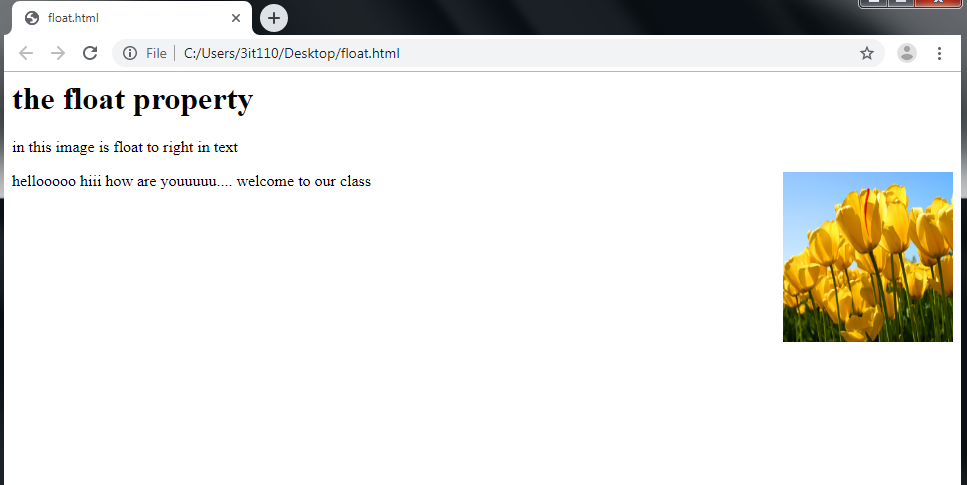 float.html
File C:/Users/3it110/Desktop/float.html
the float property
in this image is float to right in text
hellooooo hiii how are youuuuu.... welcome to our class